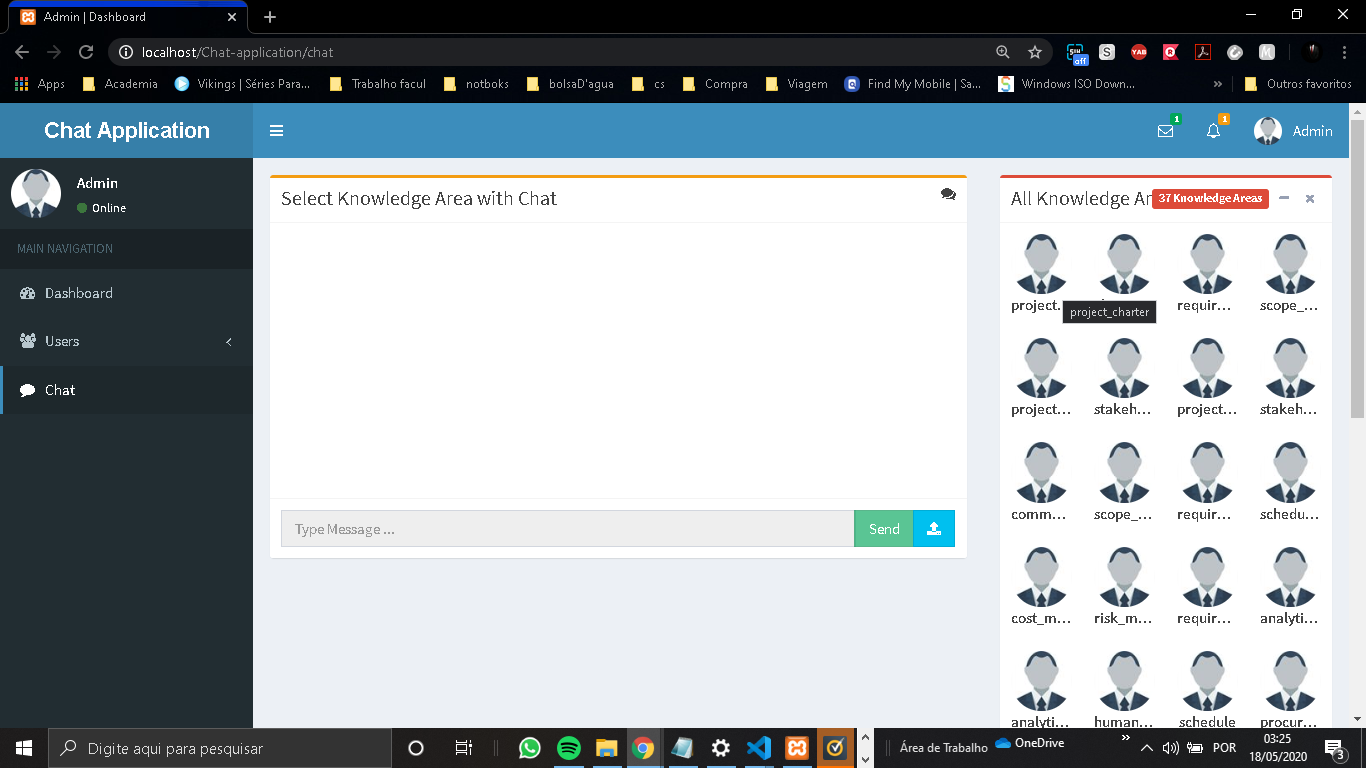 Admin | Dashboard
localhost/Chat-application/chat
off
S
YAB
M
Apps
Academia
Vikings | Séries Para...
Trabalho facul
notboks
bolsaD'agua
cs
Compra
Viagem
Find My Mobile | Sa...
Windows ISO Down...
»
Outros favoritos
Chat Application
1
1
Admin
Admin
Online
MAIN NAVIGATION
Dashboard
Users
Chat
Select Knowledge Area with Chat
Type Message ...
Send
All Knowledge Ar
37 Knowledge Areas
project.
requir...
scope_...
project_charter
project...
stakeh...
project...
stakeh...
comm...
scope_...
requir...
schedu...
cost_m...
risk_m...
requir...
analyti...
analyti...
human...
schedule
procur...
Digite aqui para pesquisar
Área de Trabalho
OneDrive
»
POR
03:25
18/05/2020
3